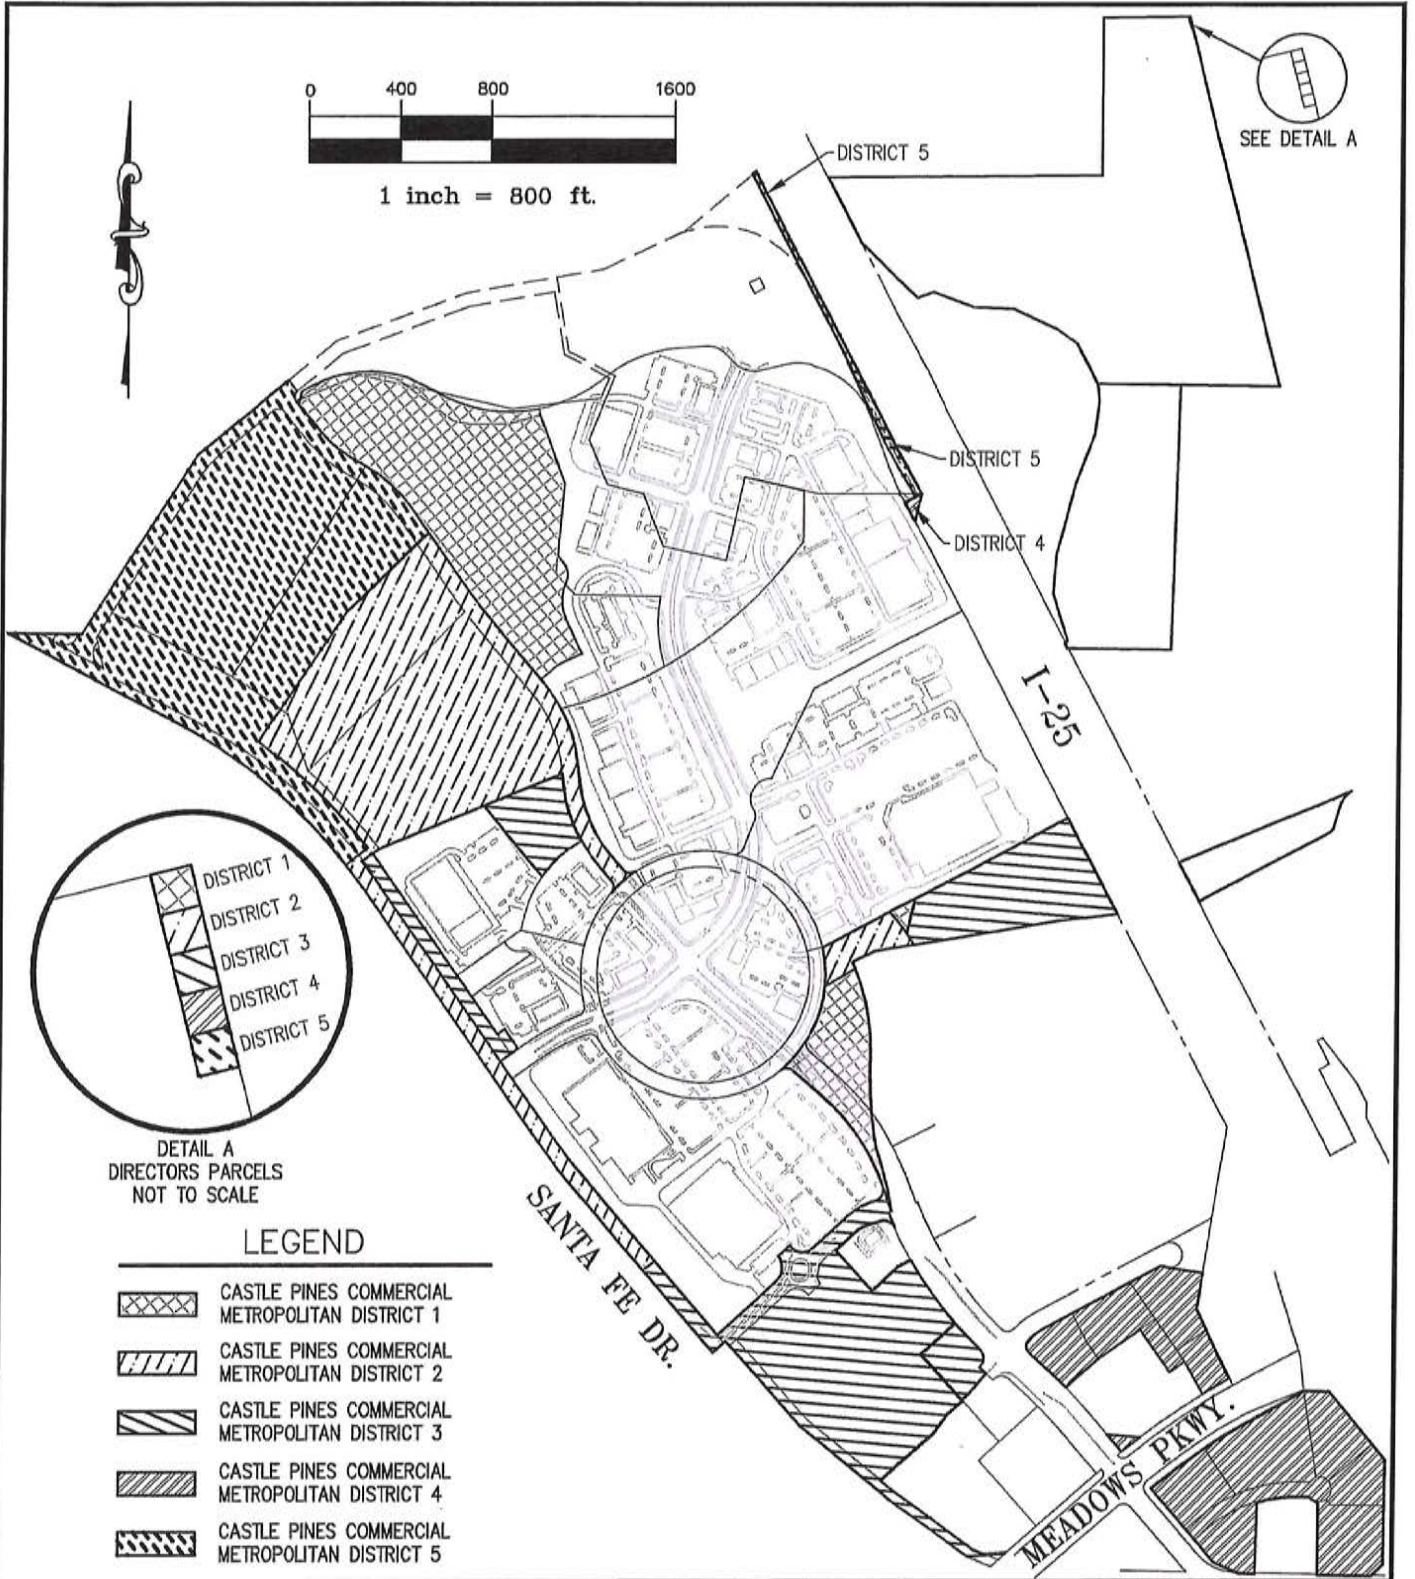 0 400 800 1600
1 inch = 800 ft.
SEE DETAIL A
DISTRICT 5
DISTRICT 5
DISTRICT 4
I-25
DISTRICT 1
DISTRICT 2
DISTRICT 3
DISTRICT 4
DISTRICT 5
DETAIL A
DIRECTORS PARCELS
NOT TO SCALE
SANTA FE DR.
MEADOWS PKWY.
LEGEND
CASTLE PINES COMMERCIAL
METROPOLITAN DISTRICT 1
CASTLE PINES COMMERCIAL
METROPOLITAN DISTRICT 2
CASTLE PINES COMMERCIAL
METROPOLITAN DISTRICT 3
CASTLE PINES COMMERCIAL
METROPOLITAN DISTRICT 4
CASTLE PINES COMMERCIAL
METROPOLITAN DISTRICT 5